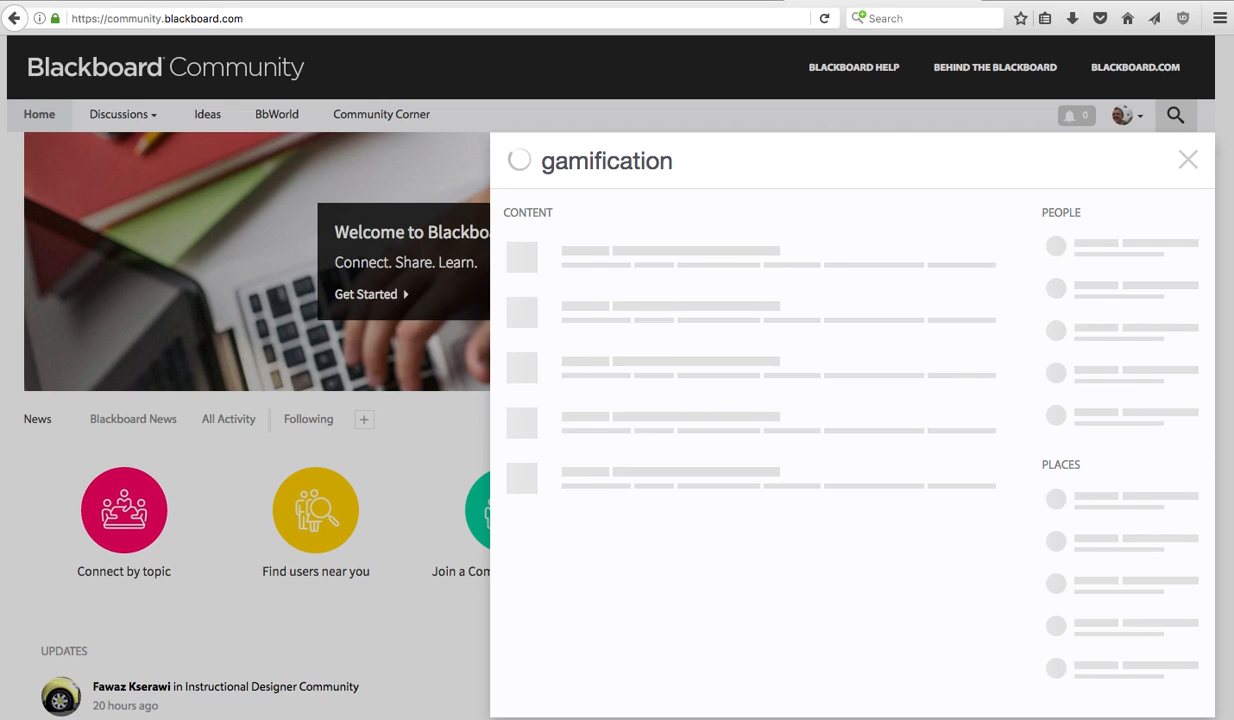 https://community.blackboard.com
Search
Blackboard Community
BLACKBOARD HELP
BEHIND THE BLACKBOARD
BLACKBOARD.COM
Home
Discussions
Ideas
BbWorld
Community Corner
0
gamification
CONTENT
PEOPLE
PLACES
Welcome to Blackbo
Connect. Share. Learn.
Get Started
News
Blackboard News
All Activity
Following
Connect by topic
Find users near you
Join a Com
UPDATES
Fawaz Kserawi in Instructional Designer Community
20 hours ago